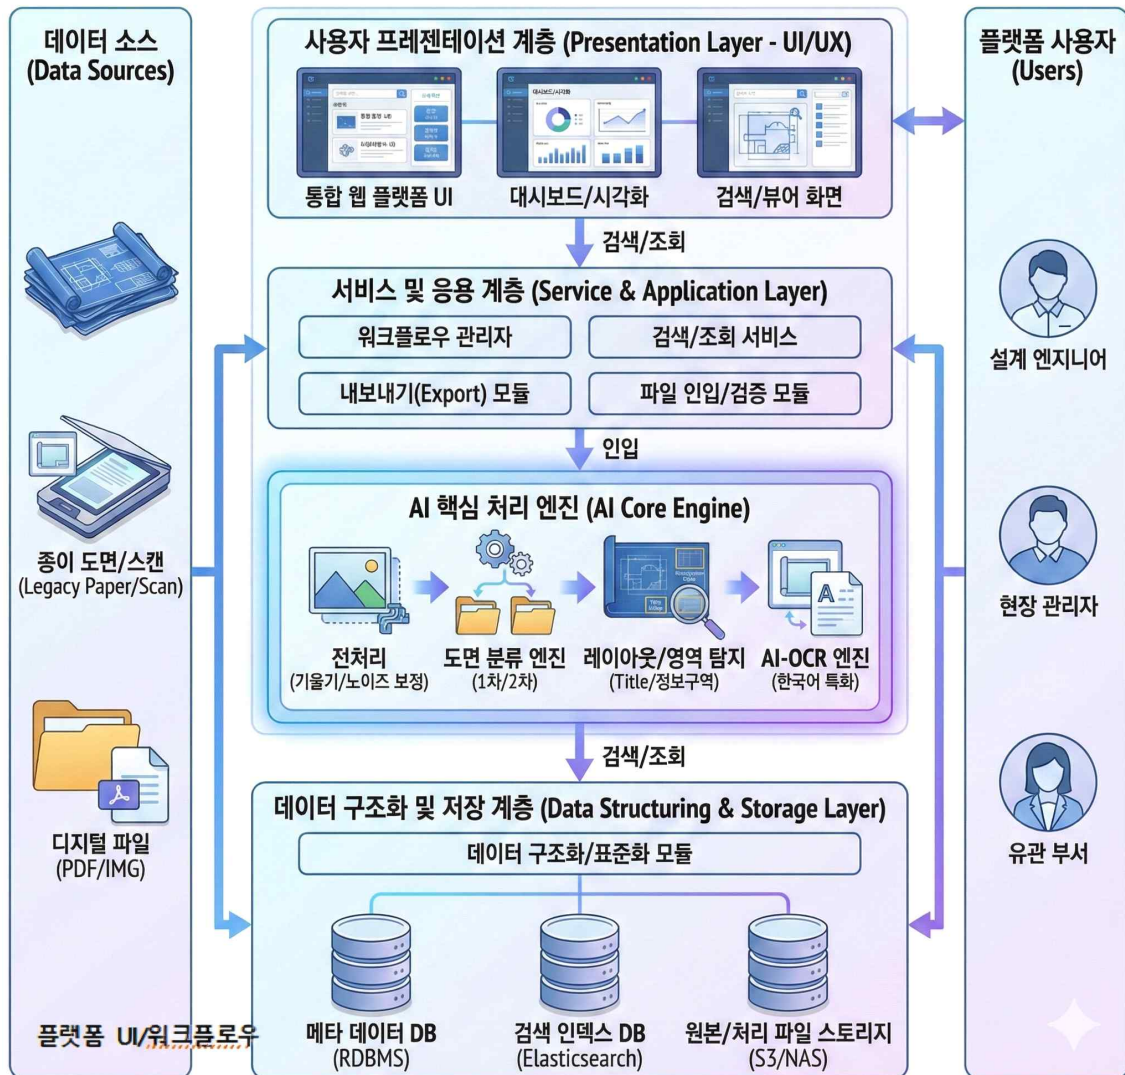 데이터 소스
(Data Sources)
종이 도면/스캔
(Legacy Paper/Scan)
디지털 파일
(PDF/IMG)
플랫폼 UI/워크플로우
사용자 프레젠테이션 계층 (Presentation Layer - UI/UX)
대시보드/시각화
통합 웹 플랫폼 UI
대시보드/시각화
검색/뷰어 화면
검색/조회
서비스 및 응용 계층 (Service & Application Layer)
워크플로우 관리자
검색/조회 서비스
내보내기(Export) 모듈
파일 인입/검증 모듈
인입
AI 핵심 처리 엔진 (AI Core Engine)
A
전처리
(기울기/노이즈 보정)
도면 분류 엔진
(1차/2차)
레이아웃/영역 탐지
(Title/정보구역)
AI-OCR 엔진
(한국어 특화)
검색/조회
데이터 구조화 및 저장 계층 (Data Structuring & Storage Layer)
데이터 구조화/표준화 모듈
메타 데이터 DB
(RDBMS)
검색 인덱스 DB
(Elasticsearch)
원본/처리 파일 스토리지
(S3/NAS)
플랫폼 사용자
(Users)
설계 엔지니어
현장 관리자
유관 부서